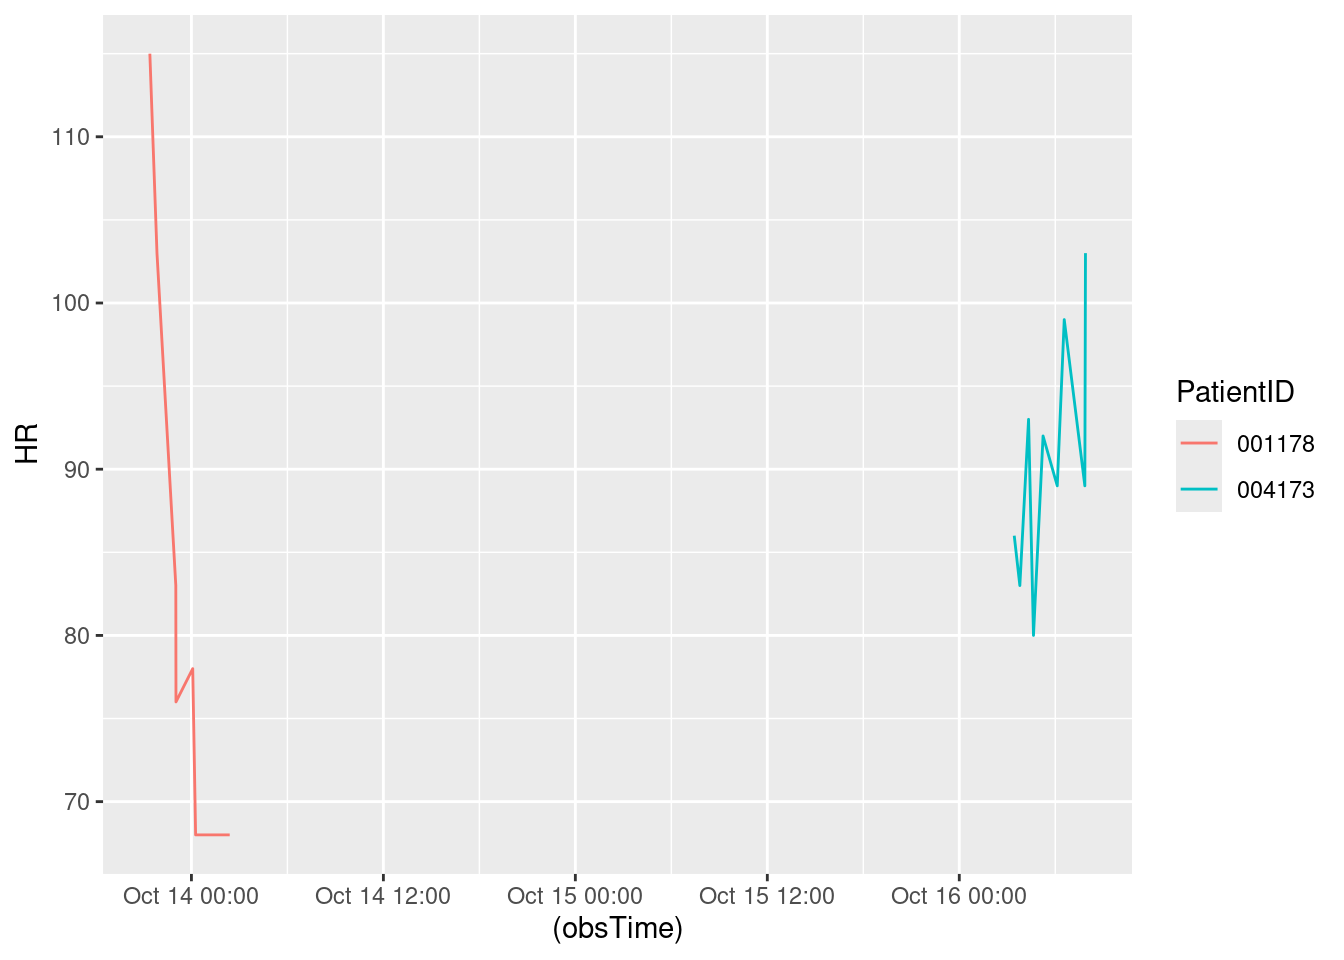 110
100
90
80
70
HR
Oct 14 00:00
Oct 14 12:00
Oct 15 00:00
Oct 15 12:00
Oct 16 00:00
(obsTime)
PatientID
001178
004173